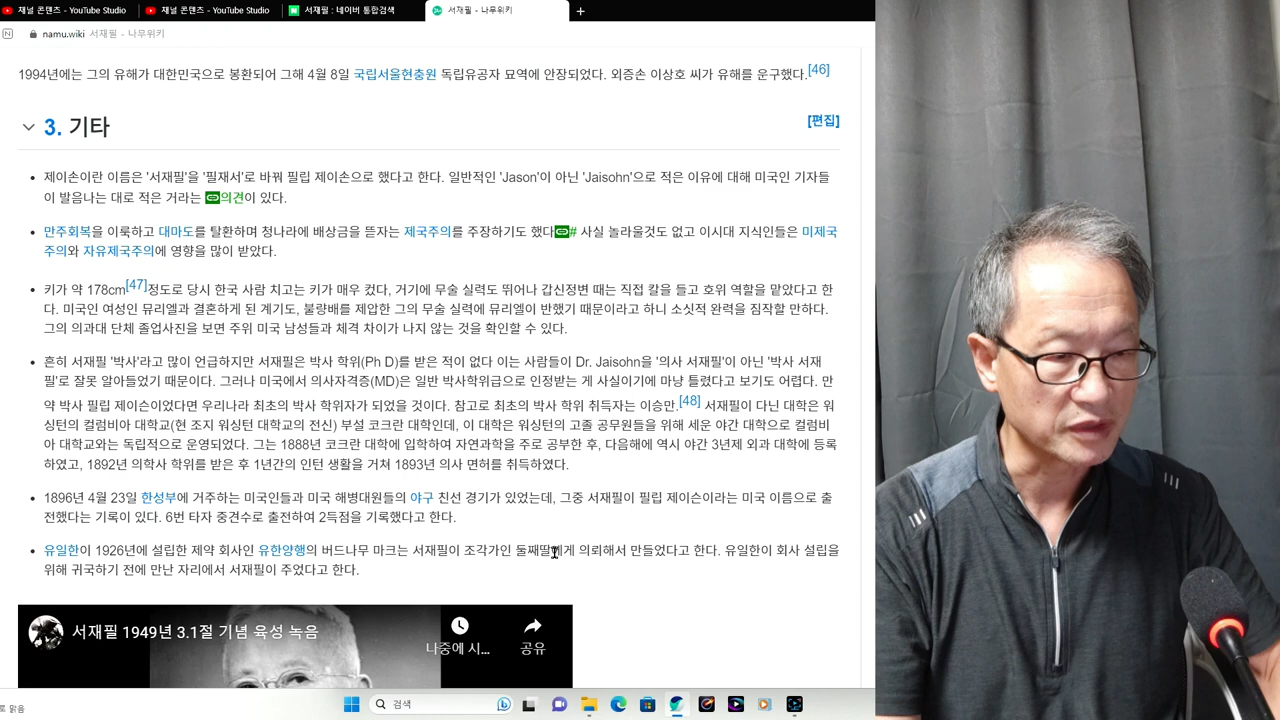 재널 콘텐츠 - YouTube Studio
채널 콘텐츠 - YouTube Studio
서재필 : 네이버 통합검색
서재필 - 나무위키
namu.wiki 서재필 - 나무위키
1994년에는 그의 유해가 대한민국으로 봉환되어 그해 4월 8일 국립서울현충원 독립유공자 묘역에 안장되었다. 외증손 이상호 씨가 유해를 운구했다.[46]
3. 기타
[편집]
제이손이란 이름은 '서재필'을 '필재서'로 바꿔 필립 제이손으로 했다고 한다. 일반적인 'Jason'이 아닌 'Jaisohn'으로 적은 이유에 대해 미국인 기자들
이 발음나는 대로 적은 거라는 의견이 있다.
만주회복을 이룩하고 대마도를 탈환하며 청나라에 배상금을 뜯자는 제국주의를 주장하기도 했다# 사실 놀라울것도 없고 이시대 지식인들은 미제국
주의와 자유제국주의에 영향을 많이 받았다.
키가 약 178cm[47]정도로 당시 한국 사람 치고는 키가 매우 컸다, 거기에 무술 실력도 뛰어나 갑신정변 때는 직접 칼을 들고 호위 역할을 맡았다고 한
다. 미국인 여성인 뮤리엘과 결혼하게 된 계기도, 불량배를 제압한 그의 무술 실력에 뮤리엘이 반했기 때문이라고 하니 소싯적 완력을 짐작할 만하다.
그의 의과대 단체 졸업사진을 보면 주위 미국 남성들과 체격 차이가 나지 않는 것을 확인할 수 있다.
흔히 서재필 '박사'라고 많이 언급하지만 서재필은 박사 학위(Ph D)를 받은 적이 없다 이는 사람들이 Dr. Jaisohn을 '의사 서재필'이 아닌 '박사 서재
필'로 잘못 알아들었기 때문이다. 그러나 미국에서 의사자격증(MD)은 일반 박사학위급으로 인정받는 게 사실이기에 마냥 틀렸다고 보기도 어렵다. 만
약 박사 필립 제이슨이었다면 우리나라 최초의 박사 학위자가 되었을 것이다. 참고로 최초의 박사 학위 취득자는 이승만.[48] 서재필이 다닌 대학은 워
싱턴의 컬럼비아 대학교(현 조지 워싱턴 대학교의 전신) 부설 코크란 대학인데, 이 대학은 워싱턴의 고졸 공무원들을 위해 세운 야간 대학으로 컬럼비
아 대학교와는 독립적으로 운영되었다. 그는 1888년 코크란 대학에 입학하여 자연과학을 주로 공부한 후, 다음해에 역시 야간 3년제 외과 대학에 등록
하였고, 1892년 의학사 학위를 받은 후 1년간의 인턴 생활을 거쳐 1893년 의사 면허를 취득하였다.
1896년 4월 23일 한성부에 거주하는 미국인들과 미국 해병대원들의 야구 친선 경기가 있었는데, 그중 서재필이 필립 제이슨이라는 미국 이름으로 출
전했다는 기록이 있다. 6번 타자 중견수로 출전하여 2득점을 기록했다고 한다.
유일한이 1926년에 설립한 제약 회사인 유한양행의 버드나무 마크는 서재필이 조각가인 둘째딸에게 의뢰해서 만들었다고 한다. 유일한이 회사 설립을
위해 귀국하기 전에 만난 자리에서 서재필이 주었다고 한다.
서재필 1949년 3.1절 기념 육성 녹음
나중에 시...
공유
로 맑음
검색